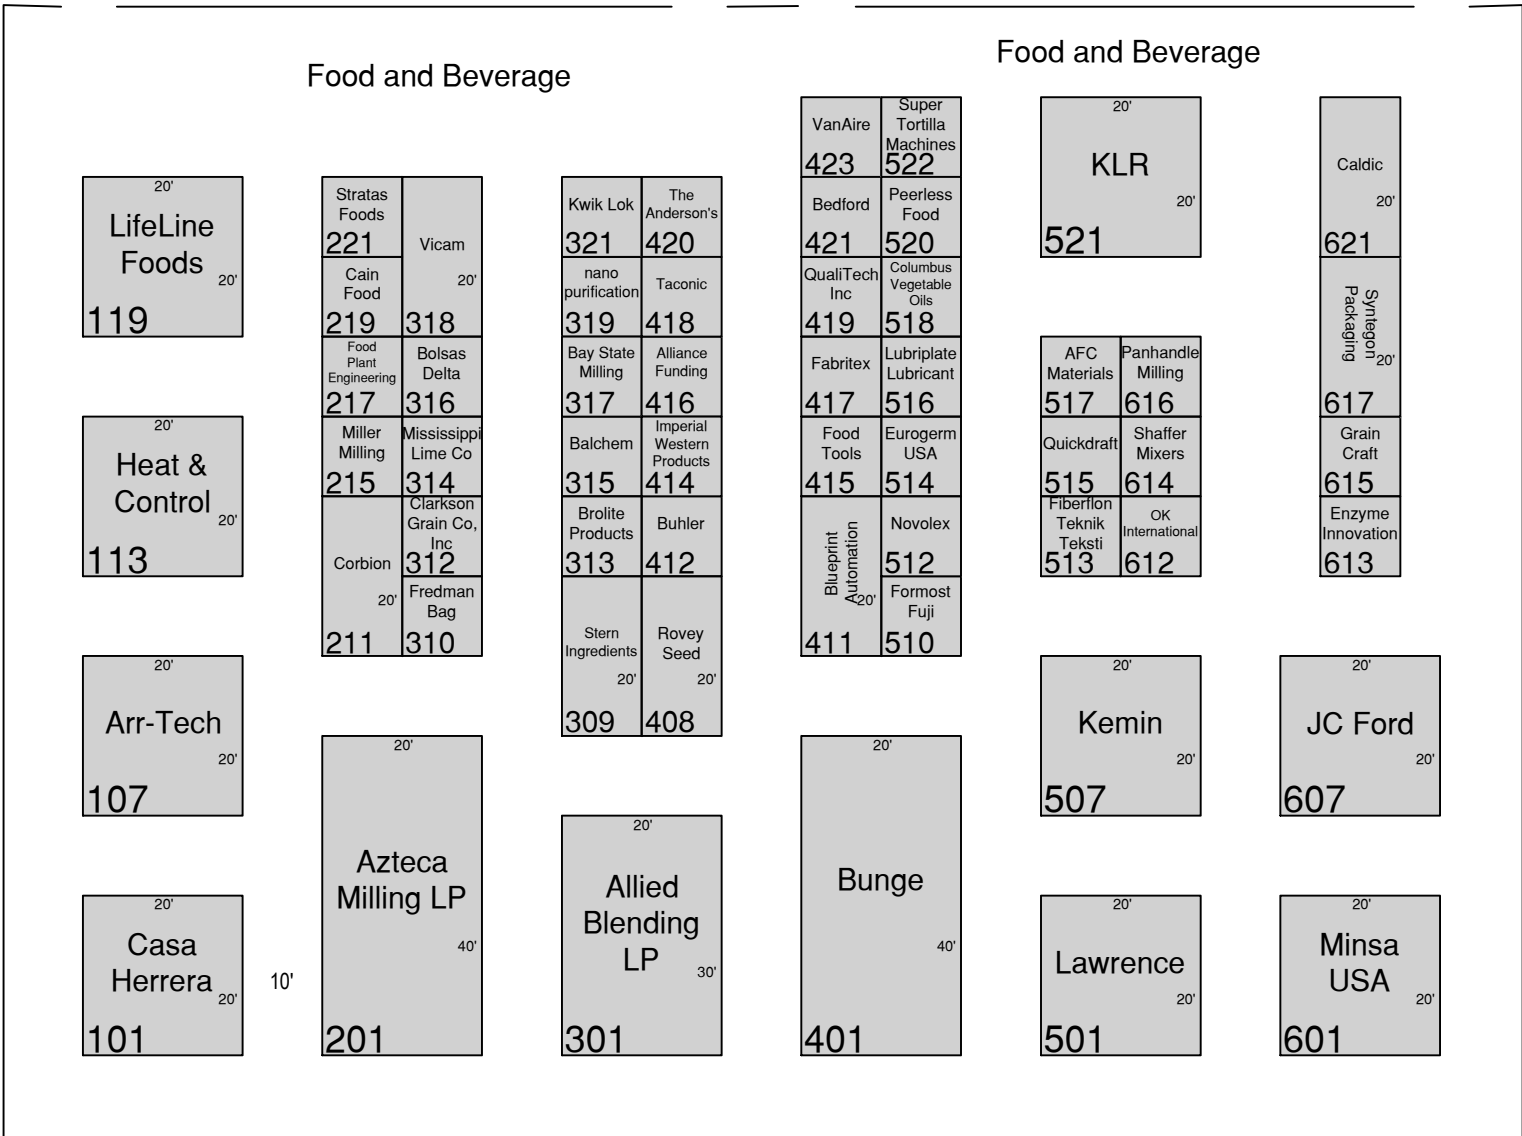 Food and Beverage
Food and Beverage
20'
LifeLine
Foods
20'
119
20'
Heat &
Control
20'
113
20'
Arr-Tech
20'
107
20'
Casa
Herrera
20'
101
10'
Stratas
Foods
221
Vicam
20'
318
Cain
Food
219
Food
Plant
Engineering
217
Bolsas
Delta
316
Miller
Milling
215
Mississippi
Lime Co
314
Corbion
20'
211
Clarkson
Grain Co,
Inc
312
Fredman
Bag
310
20'
Azteca
Milling LP
40'
201
Kwik Lok
321
The
Anderson's
420
nano
purification
319
Taconic
418
Bay State
Milling
317
Alliance
Funding
416
Balchem
315
Imperial
Western
Products
414
Brolite
Products
313
Buhler
412
Stern
Ingredients
20'
309
Rovey
Seed
20'
408
20'
Allied
Blending
LP
30'
301
VanAire
423
Super
Tortilla
Machines
522
Bedford
421
Peerless
Food
520
QualiTech
Inc
419
Columbus
Vegetable
Oils
518
Fabritex
417
Lubriplate
Lubricant
516
Food
Tools
415
Eurogerm
USA
514
Blueprint
Automation
20'
411
Novolex
512
Formost
Fuji
510
20'
Bunge
40'
401
20'
KLR
20'
521
AFC
Materials
517
Panhandle
Milling
616
Quickdraft
515
Shaffer
Mixers
614
Fiberflon
Teknik
Teksti
513
OK
International
612
20'
Kemin
20'
507
20'
Lawrence
20'
501
Caldic
20'
621
Syntegon
Packaging
20'
617
Grain
Craft
615
Enzyme
Innovation
613
20'
JC Ford
20'
607
20'
Minsa
USA
20'
601